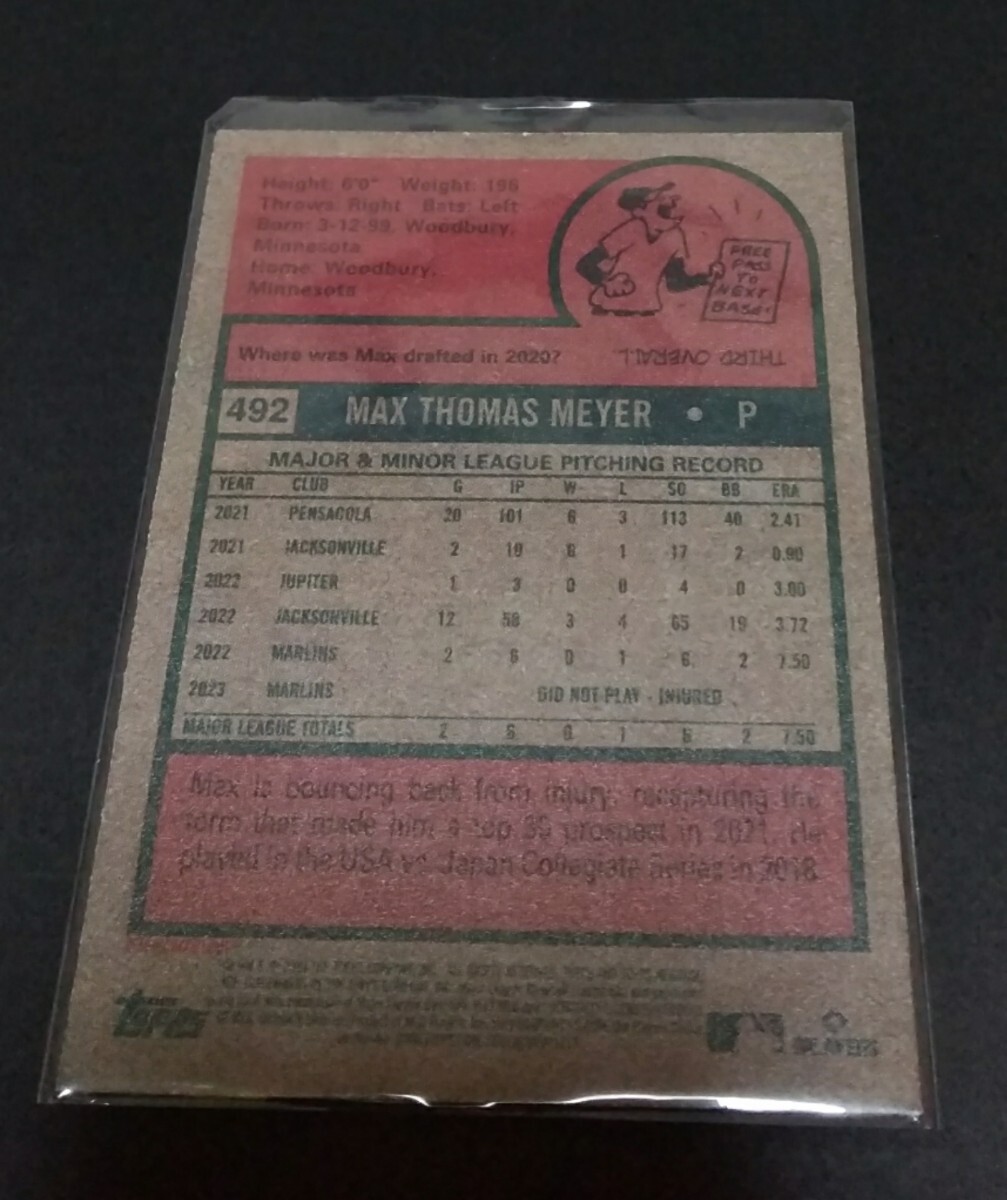 Height: 6'0" Weight: 196
Throws: Right Bats: Left
Born: 3-12-99, Woodbury,
Minnesota
Home: Woodbury,
Minnesota
FREE
PASS
TO
NEXT
BASE!
Where was Max drafted in 2020? THIRD OVERALL
492 MAX THOMAS MEYER • P
MAJOR & MINOR LEAGUE PITCHING RECORD
YEAR CLUB G IP W L SO BB ERA
2021 PENSACOLA 20 101 6 3 113 40 2.41
2021 JACKSONVILLE 2 10 0 1 17 2 0.90
2022 JUPITER 1 3 0 0 4 0 3.00
2022 JACKSONVILLE 12 58 3 4 65 19 3.72
2022 MARLINS 2 6 0 1 6 2 7.50
2023 MARLINS DID NOT PLAY - INJURED
MAJOR LEAGUE TOTALS 2 6 0 1 6 2 7.50
Max is bouncing back from injury, recapturing the
form that made him a top 30 prospect in 2021. He
played in the USA vs. Japan Collegiate Series in 2018.
TOPPS
PLAYERS